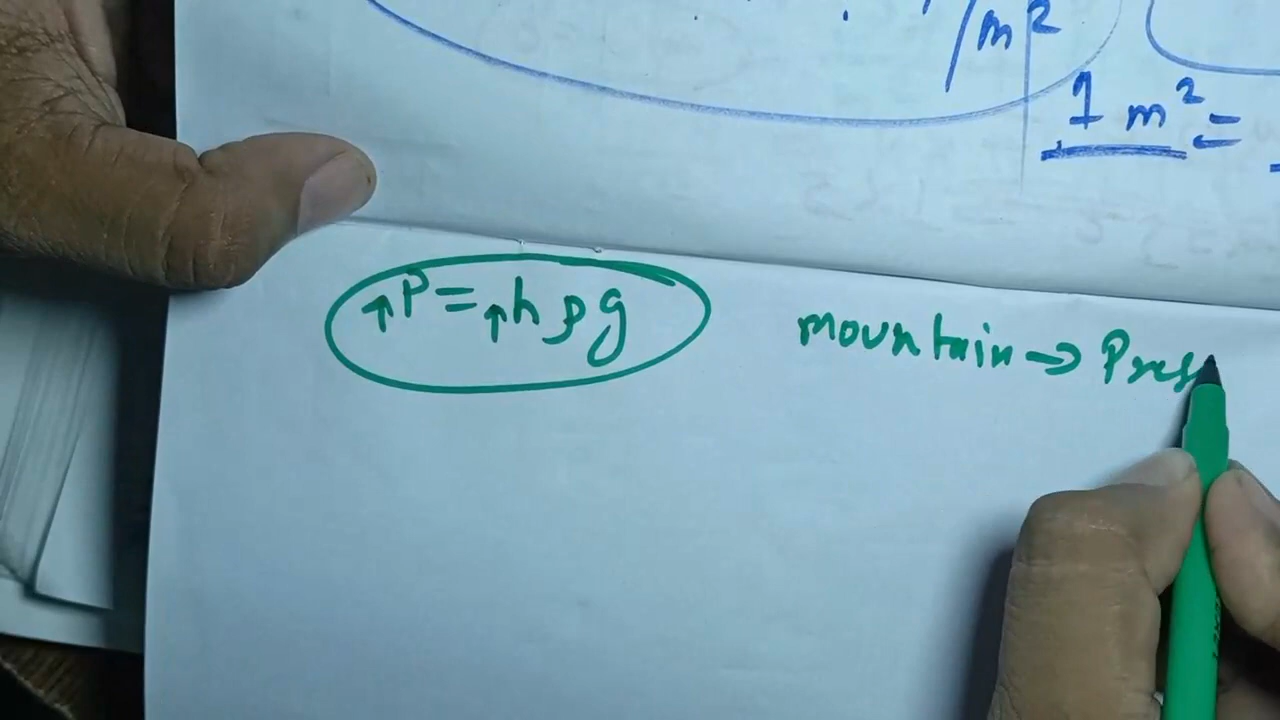 /m²
1 m² =
↑P = ↑hρg
mountain → Pres